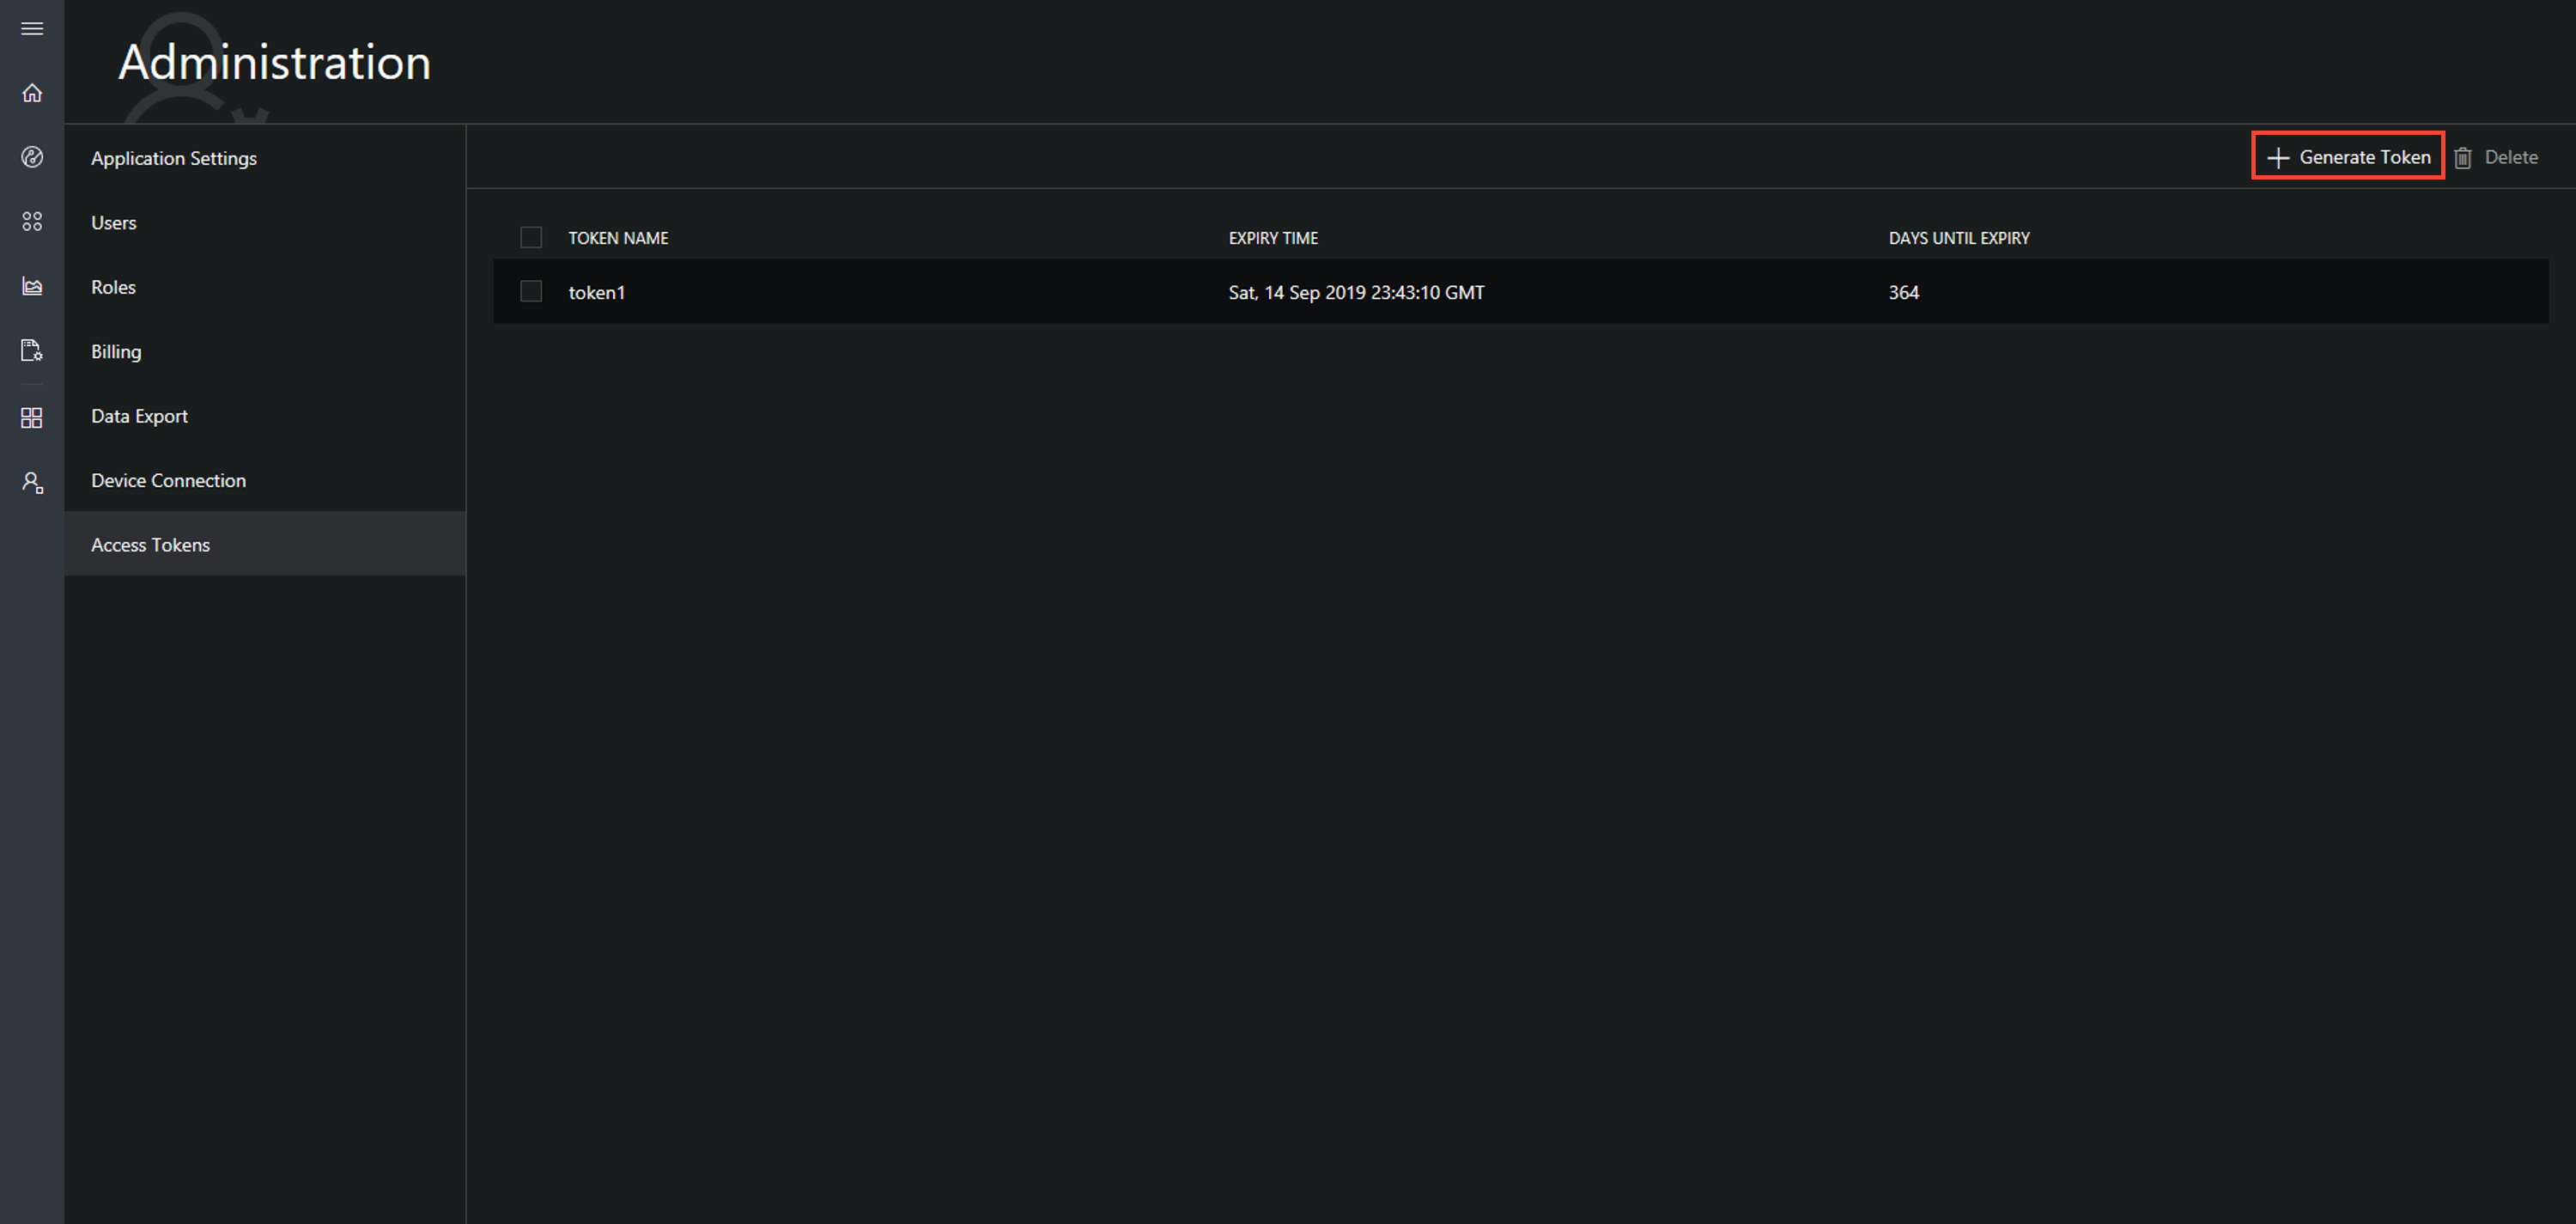 Administration
Application Settings
Users
Roles
Billing
Data Export
Device Connection
Access Tokens
Generate Token
Delete
TOKEN NAME EXPIRY TIME DAYS UNTIL EXPIRY
token1 Sat, 14 Sep 2019 23:43:10 GMT 364